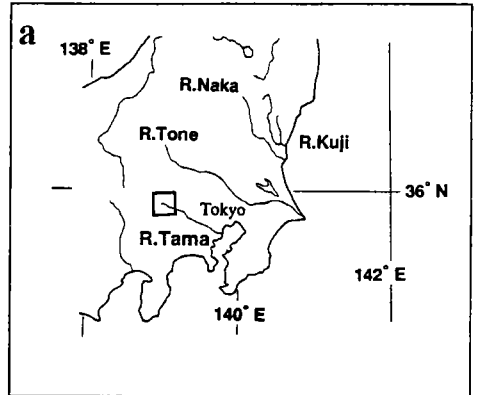 a
138° E
R.Naka
R.Tone
R.Kuji
36° N
Tokyo
R.Tama
142° E
140° E